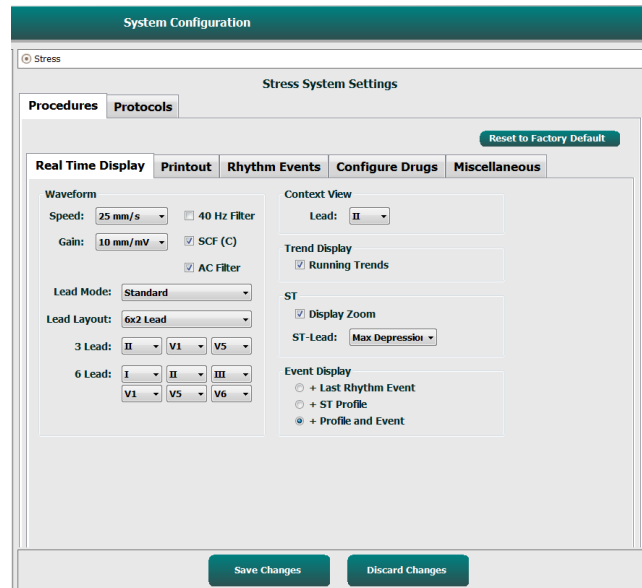 System Configuration
Stress
Stress System Settings
Procedures Protocols
Reset to Factory Default
Real Time Display Printout Rhythm Events Configure Drugs Miscellaneous
Waveform
Speed: 25 mm/s 40 Hz Filter
Gain: 10 mm/mV SCF (C)
AC Filter
Lead Mode: Standard
Lead Layout: 6x2 Lead
3 Lead: II V1 V5
6 Lead: I II III
V1 V5 V6
Context View
Lead: II
Trend Display
Running Trends
ST
Display Zoom
ST-Lead: Max Depression
Event Display
+ Last Rhythm Event
+ ST Profile
+ Profile and Event
Save Changes Discard Changes